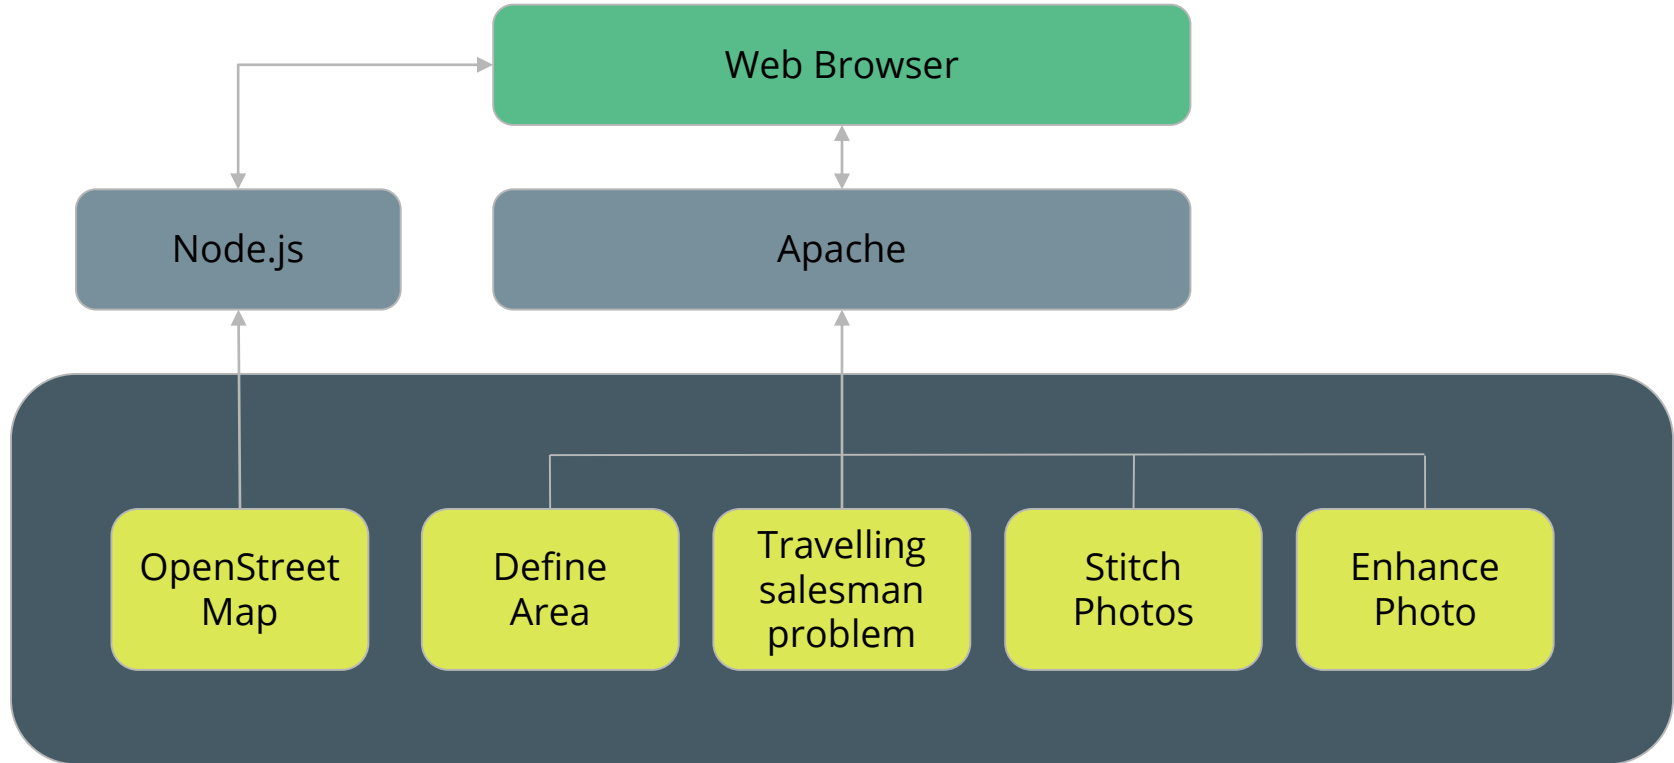 Web Browser
Node.js
Apache
OpenStreet
Map
Define
Area
Travelling
salesman
problem
Stitch
Photos
Enhance
Photo